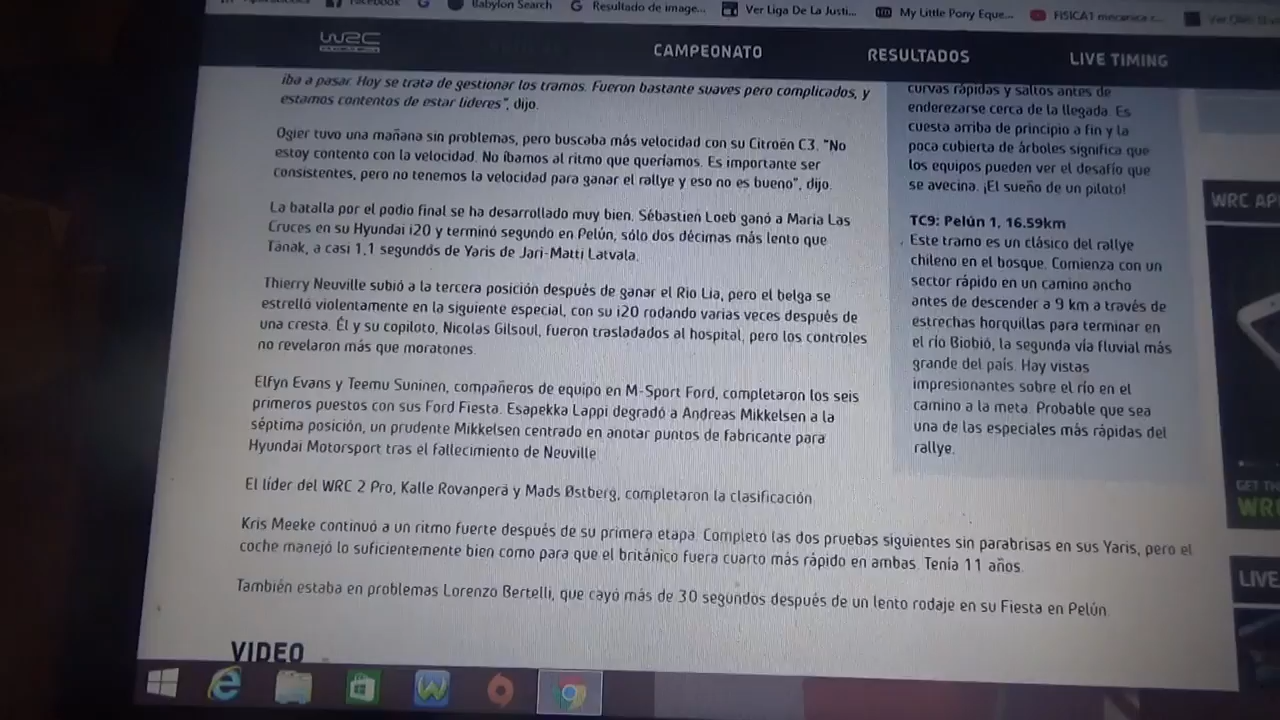 Facebook
Babylon Search
Resultado de image...
Ver Liga De La Justi...
My Little Pony Eque...
FISICA1 mecanica r...
WRC
CAMPEONATO
RESULTADOS
LIVE TIMING
iba a pasar. Hoy se trata de gestionar los tramos. Fueron bastante suaves pero complicados, y
estamos contentos de estar líderes", dijo.
Ogier tuvo una mañana sin problemas, pero buscaba más velocidad con su Citroën C3. "No
estoy contento con la velocidad. No íbamos al ritmo que queríamos. Es importante ser
consistentes, pero no tenemos la velocidad para ganar el rallye y eso no es bueno", dijo.
La batalla por el podio final se ha desarrollado muy bien. Sébastien Loeb ganó a María Las
Cruces en su Hyundai i20 y terminó segundo en Pelún, sólo dos décimas más lento que
Tänak, a casi 1,1 segundos de Yaris de Jari-Matti Latvala.
Thierry Neuville subió a la tercera posición después de ganar el Río Lia, pero el belga se
estrelló violentamente en la siguiente especial, con su i20 rodando varias veces después de
una cresta. Él y su copiloto, Nicolas Gilsoul, fueron trasladados al hospital, pero los controles
no revelaron más que moratones.
Elfyn Evans y Teemu Suninen, compañeros de equipo en M-Sport Ford, completaron los seis
primeros puestos con sus Ford Fiesta. Esapekka Lappi degradó a Andreas Mikkelsen a la
séptima posición, un prudente Mikkelsen centrado en anotar puntos de fabricante para
Hyundai Motorsport tras el fallecimiento de Neuville
El líder del WRC 2 Pro, Kalle Rovanperä y Mads Østberg, completaron la clasificación
Kris Meeke continuó a un ritmo fuerte después de su primera etapa. Completó las dos pruebas siguientes sin parabrisas en sus Yaris, pero el
coche manejó lo suficientemente bien como para que el británico fuera cuarto más rápido en ambas. Tenía 11 años.
También estaba en problemas Lorenzo Bertelli, que cayó más de 30 segundos después de un lento rodaje en su Fiesta en Pelún
VIDEO
curvas rápidas y saltos antes de
enderezarse cerca de la llegada. Es
cuesta arriba de principio a fin y la
poca cubierta de árboles significa que
los equipos pueden ver el desafío que
se avecina. ¡El sueño de un piloto!
TC9: Pelún 1, 16.59km
Este tramo es un clásico del rallye
chileno en el bosque. Comienza con un
sector rápido en un camino ancho
antes de descender a 9 km a través de
estrechas horquillas para terminar en
el río Biobió, la segunda vía fluvial más
grande del país. Hay vistas
impresionantes sobre el río en el
camino a la meta. Probable que sea
una de las especiales más rápidas del
rallye.
WRC AP
GET TH
WR
LIVE